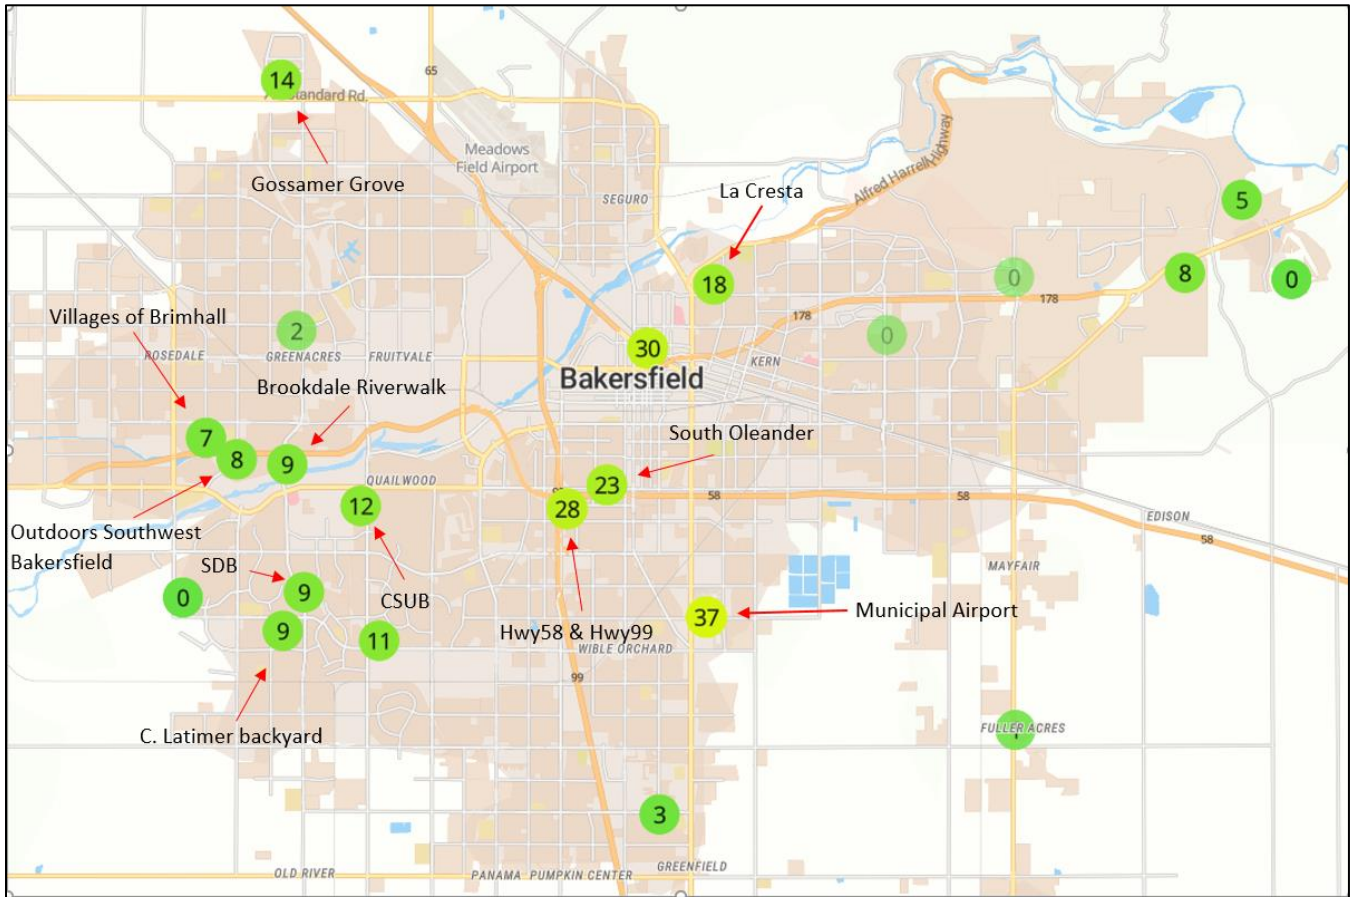 65
14
Standard Rd.
Meadows
Field Airport
Gossamer Grove
La Cresta
SEGURO
Alfred Harrell Highway
5
18
0
8
0
178
178
Villages of Brimhall
2
0
ROSEDALE
GREENACRES
FRUITVALE
30
KERN
Bakersfield
Brookdale Riverwalk
7
8
9
South Oleander
QUAILWOOD
23
58
58
12
28
EDISON
58
Outdoors Southwest
Bakersfield
SDB
MAYFAIR
0
9
CSUB
37
Municipal Airport
9
11
Hwy58 & Hwy99
WIBLE ORCHARD
99
C. Latimer backyard
FULLER ACRES
3
OLD RIVER
PANAMA
PUMPKIN CENTER
GREENFIELD